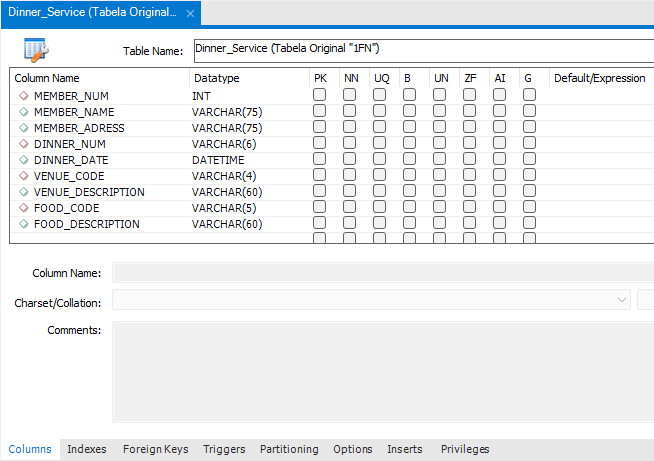 Dinner_Service (Tabela Original...
Table Name: Dinner_Service (Tabela Original "1FN")
Column Name Datatype PK NN UQ B UN ZF AI G Default/Expression
MEMBER_NUM INT
MEMBER_NAME VARCHAR(75)
MEMBER_ADRESS VARCHAR(75)
DINNER_NUM VARCHAR(6)
DINNER_DATE DATETIME
VENUE_CODE VARCHAR(4)
VENUE_DESCRIPTION VARCHAR(60)
FOOD_CODE VARCHAR(5)
FOOD_DESCRIPTION VARCHAR(60)
Column Name:
Charset/Collation:
Comments:
Columns Indexes Foreign Keys Triggers Partitioning Options Inserts Privileges